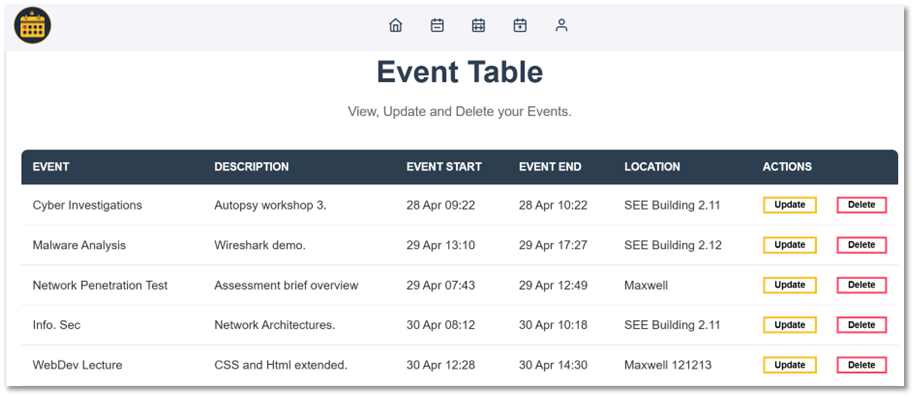 Event Table
View, Update and Delete your Events.
EVENT DESCRIPTION EVENT START EVENT END LOCATION ACTIONS
Cyber Investigations Autopsy workshop 3. 28 Apr 09:22 28 Apr 10:22 SEE Building 2.11 Update Delete
Malware Analysis Wireshark demo. 29 Apr 13:10 29 Apr 17:27 SEE Building 2.12 Update Delete
Network Penetration Test Assessment brief overview 29 Apr 07:43 29 Apr 12:49 Maxwell Update Delete
Info. Sec Network Architectures. 30 Apr 08:12 30 Apr 10:18 SEE Building 2.11 Update Delete
WebDev Lecture CSS and Html extended. 30 Apr 12:28 30 Apr 14:30 Maxwell 121213 Update Delete